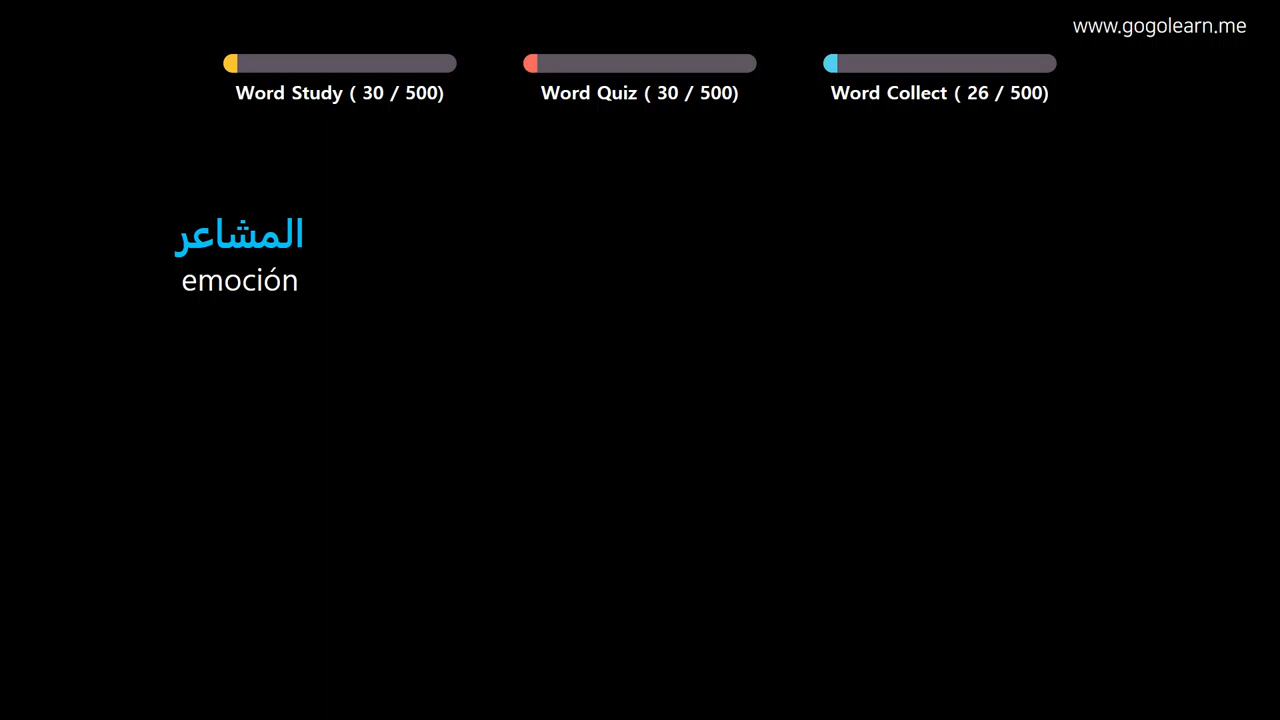 www.gogolearn.me
Word Study ( 30 / 500)
Word Quiz ( 30 / 500)
Word Collect ( 26 / 500)
المشاعر
emoción